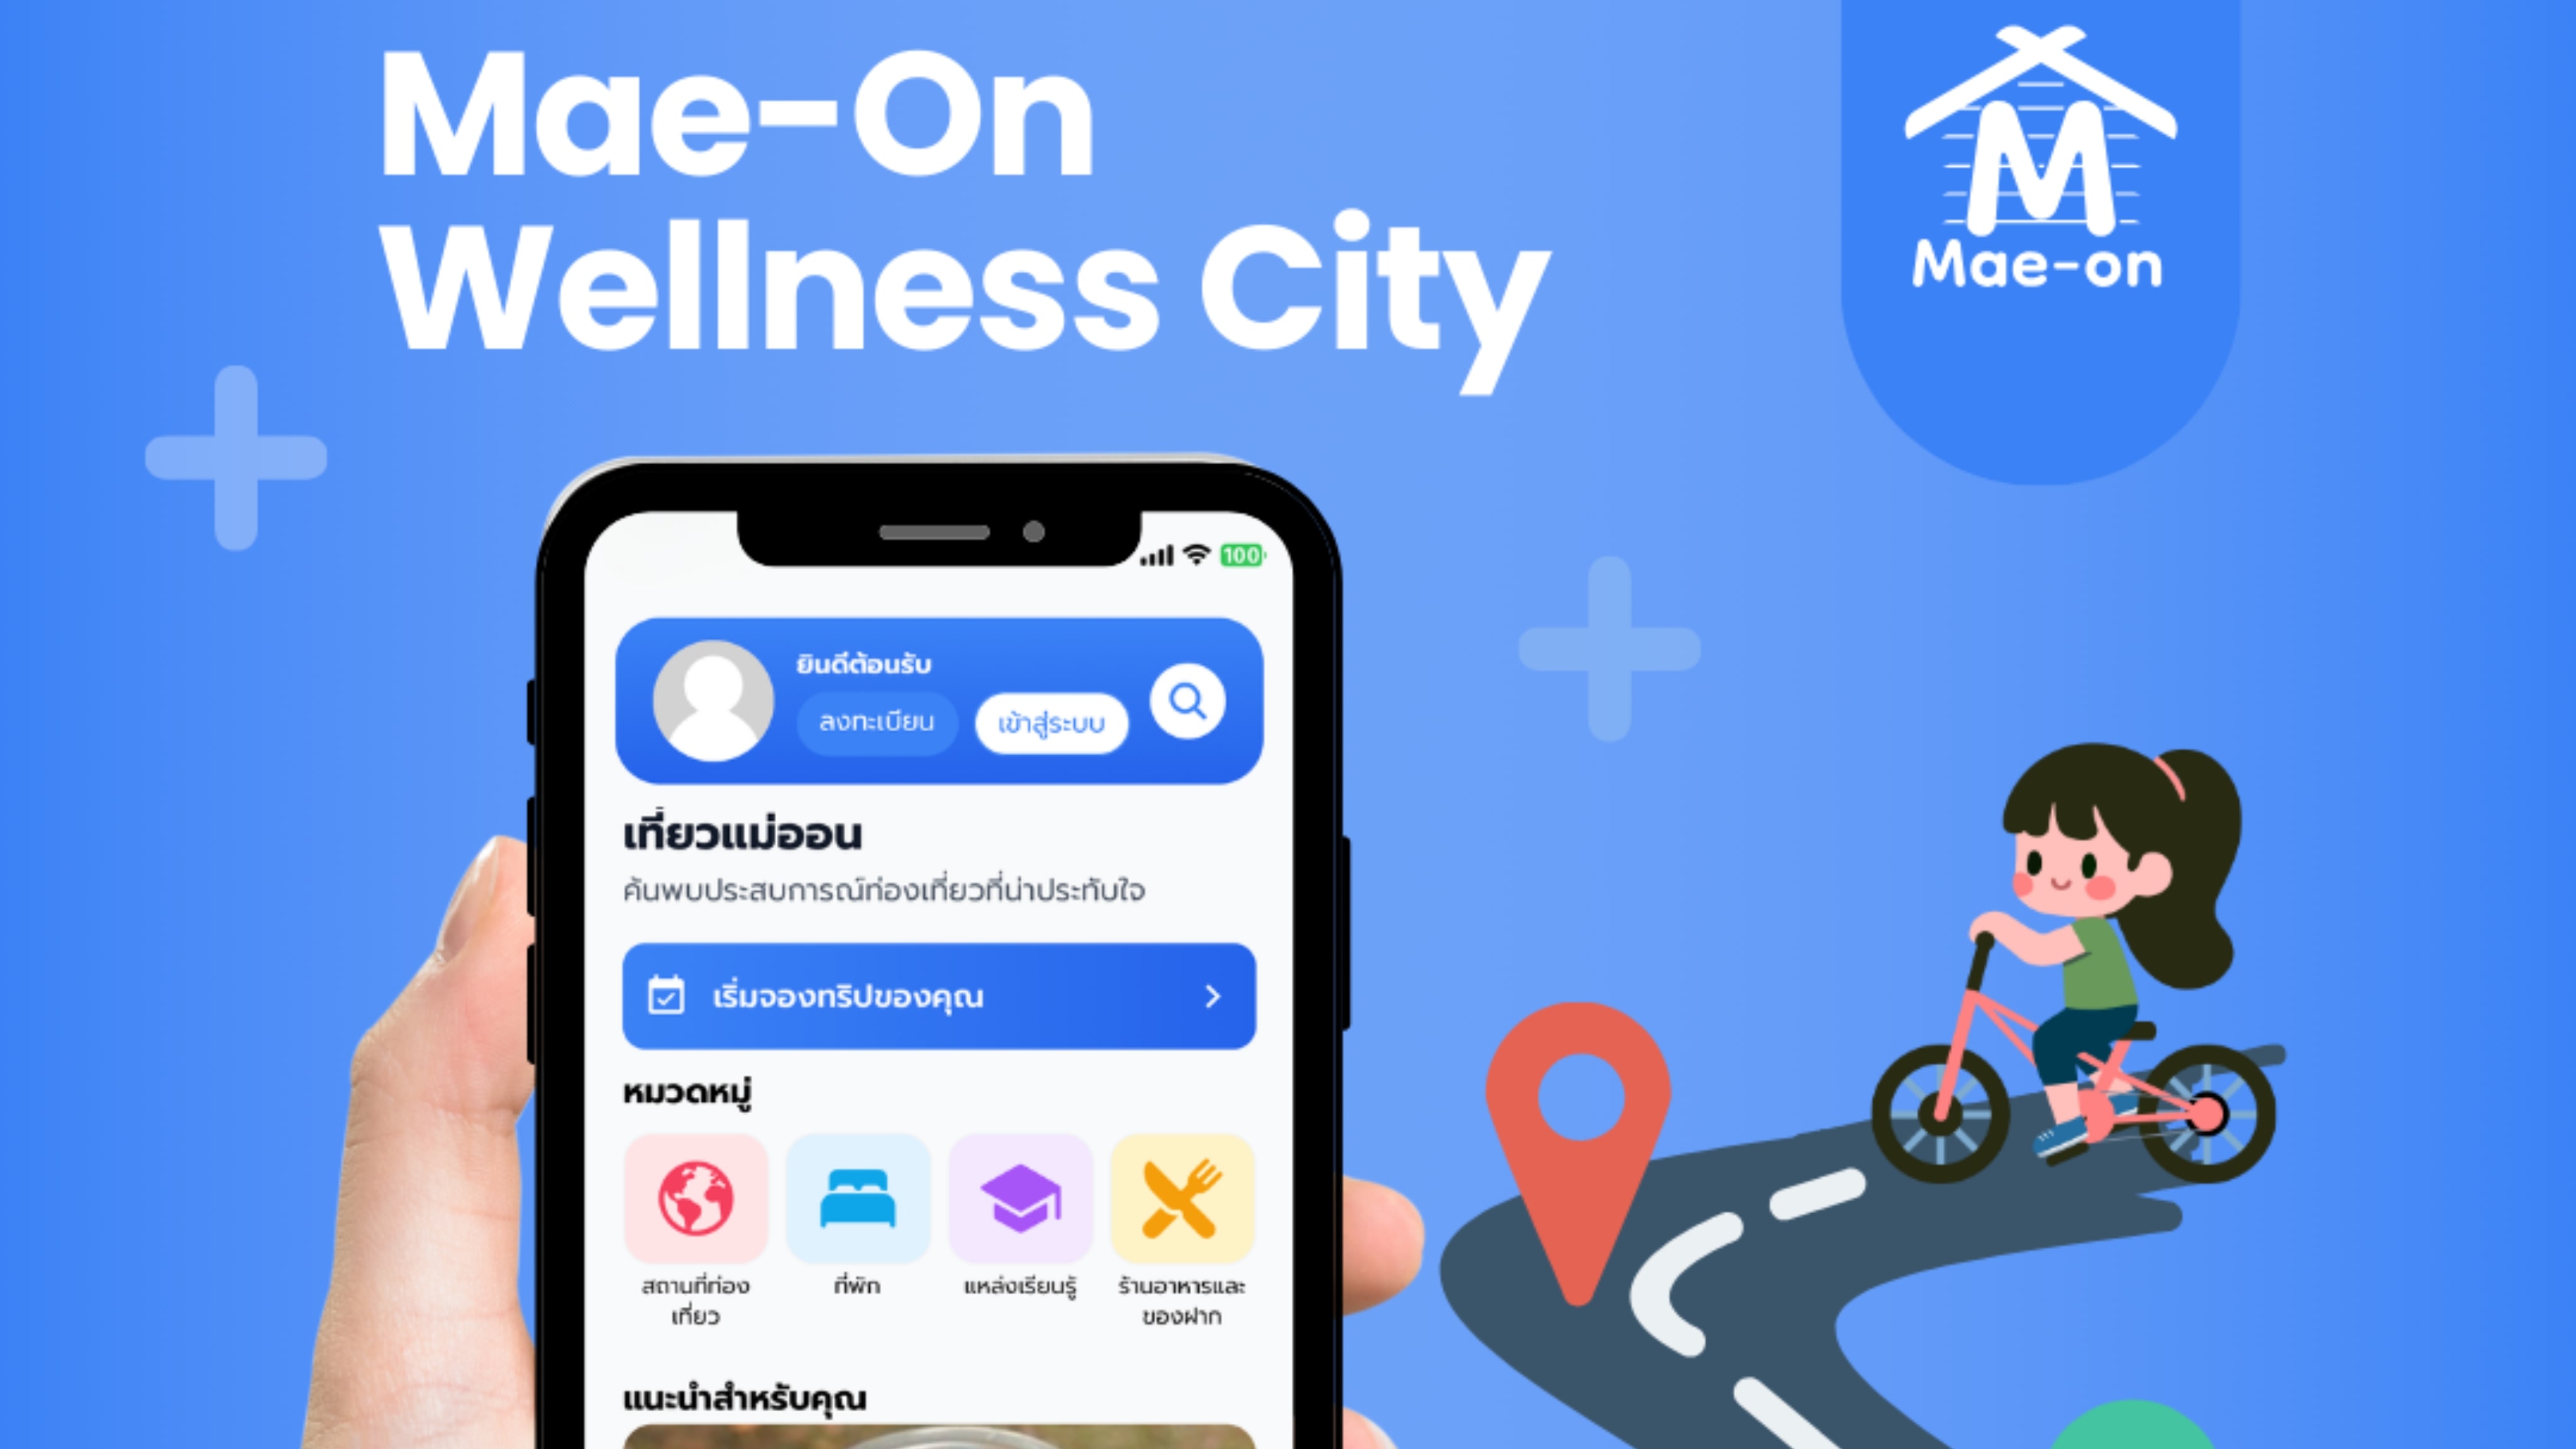 Mae-On
Wellness City
M
Mae-on
100
ยินดีต้อนรับ
ลงทะเบียน
เข้าสู่ระบบ
เที่ยวแม่ออน
ค้นพบประสบการณ์ท่องเที่ยวที่น่าประทับใจ
เริ่มจองทริปของคุณ
หมวดหมู่
สถานที่ท่อง
เที่ยว
ที่พัก
แหล่งเรียนรู้
ร้านอาหารและ
ของฝาก
แนะนำสำหรับคุณ